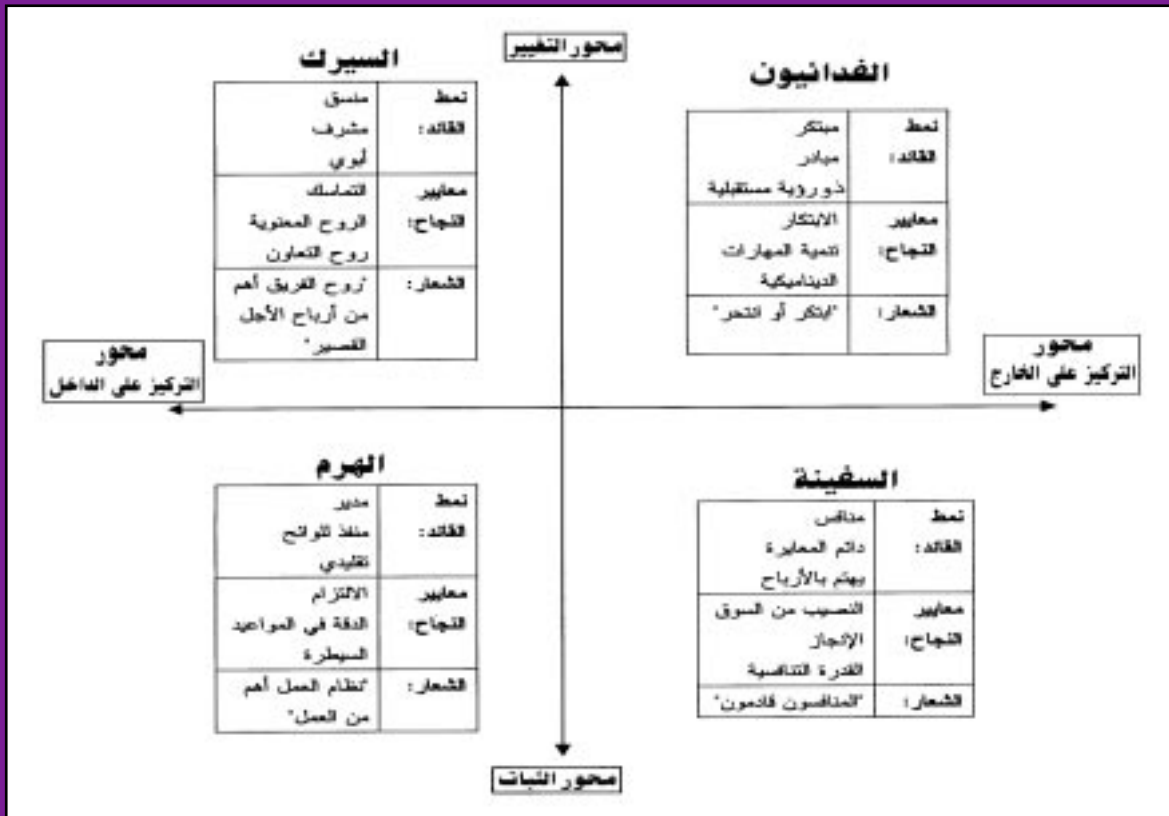 محور التغيير
الفدائيون
نمط
القائد:
مبتكر
مبادر
ذو رؤية مستقبلية
معايير
النجاح:
الابتكار
تنمية المهارات
الديناميكية
الشعار:
"ابتكر أو انتحر"
السيرك
نمط
القائد:
منسق
مشرف
أبوي
معايير
النجاح:
التماسك
الروح المعنوية
روح التعاون
الشعار:
"روح الفريق أهم
من أرباح الأجل
القصير"
محور
التركيز على الخارج
محور
التركيز على الداخل
السفينة
نمط
القائد:
منافس
دائم المعايرة
يهتم بالأرباح
معايير
النجاح:
النصيب من السوق
الإنجاز
القدرة التنافسية
الشعار:
"المنافسون قادمون"
الهرم
نمط
القائد:
مدير
منفذ للوائح
تقليدي
معايير
النجاح:
الالتزام
الدقة في المواعيد
السيطرة
الشعار:
"نظام العمل أهم
من العمل"
محور الثبات